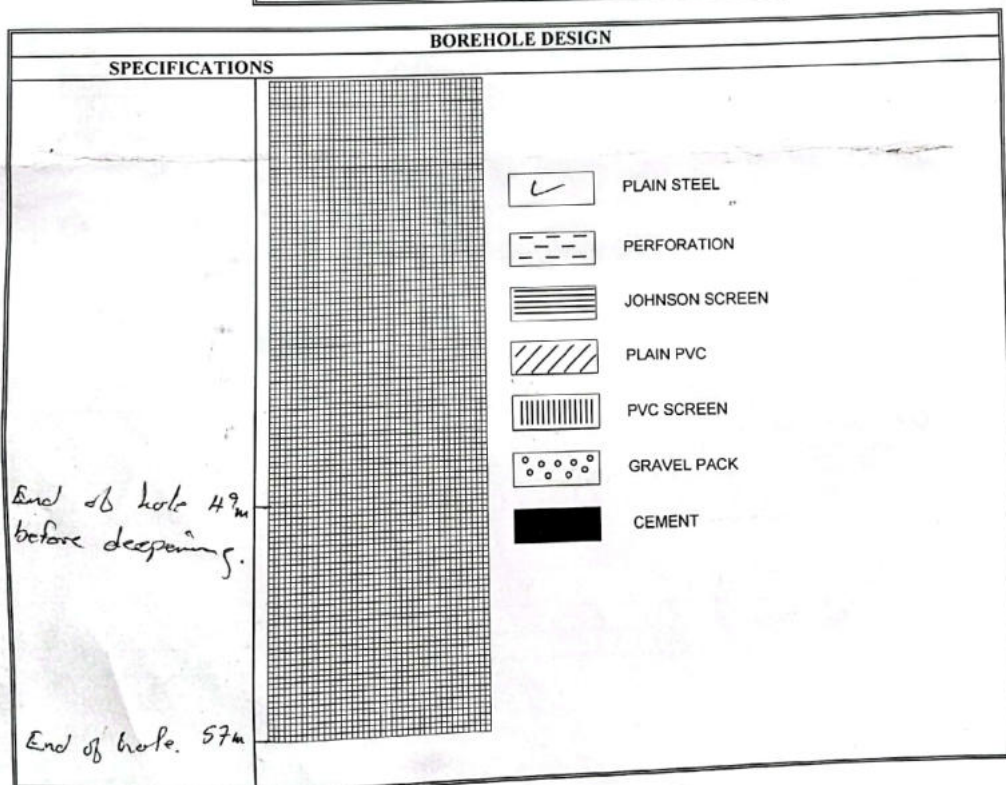 BOREHOLE DESIGN
SPECIFICATIONS
PLAIN STEEL
PERFORATION
JOHNSON SCREEN
PLAIN PVC
PVC SCREEN
GRAVEL PACK
CEMENT
End of hole 49m
before deepening.
End of hole. 57m